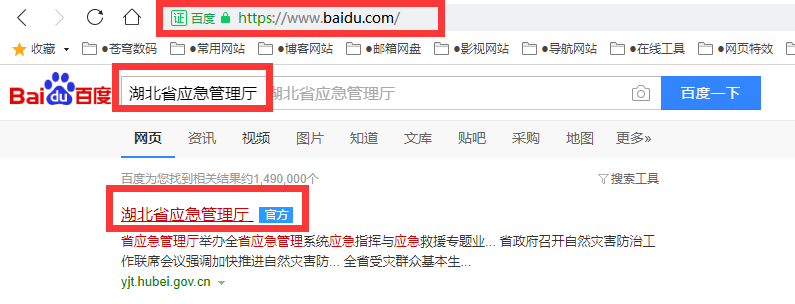 证 百度 https://www.baidu.com/
收藏 ●苍穹数码 ●常用网站 ●博客网站 ●邮箱网盘 ●影视网站 ●导航网站 ●在线工具 ●网页特效
Bai du 百度 湖北省应急管理厅 湖北省应急管理厅 百度一下
网页 资讯 视频 图片 知道 文库 贴吧 采购 地图 更多»
百度为您找到相关结果约1,490,000个 搜索工具
湖北省应急管理厅 官方
省应急管理厅举办全省应急管理系统应急指挥与应急救援专题业... 省政府召开自然灾害防治工
作联席会议强调加快推进自然灾害防... 全省受灾群众基本生...
yjt.hubei.gov.cn